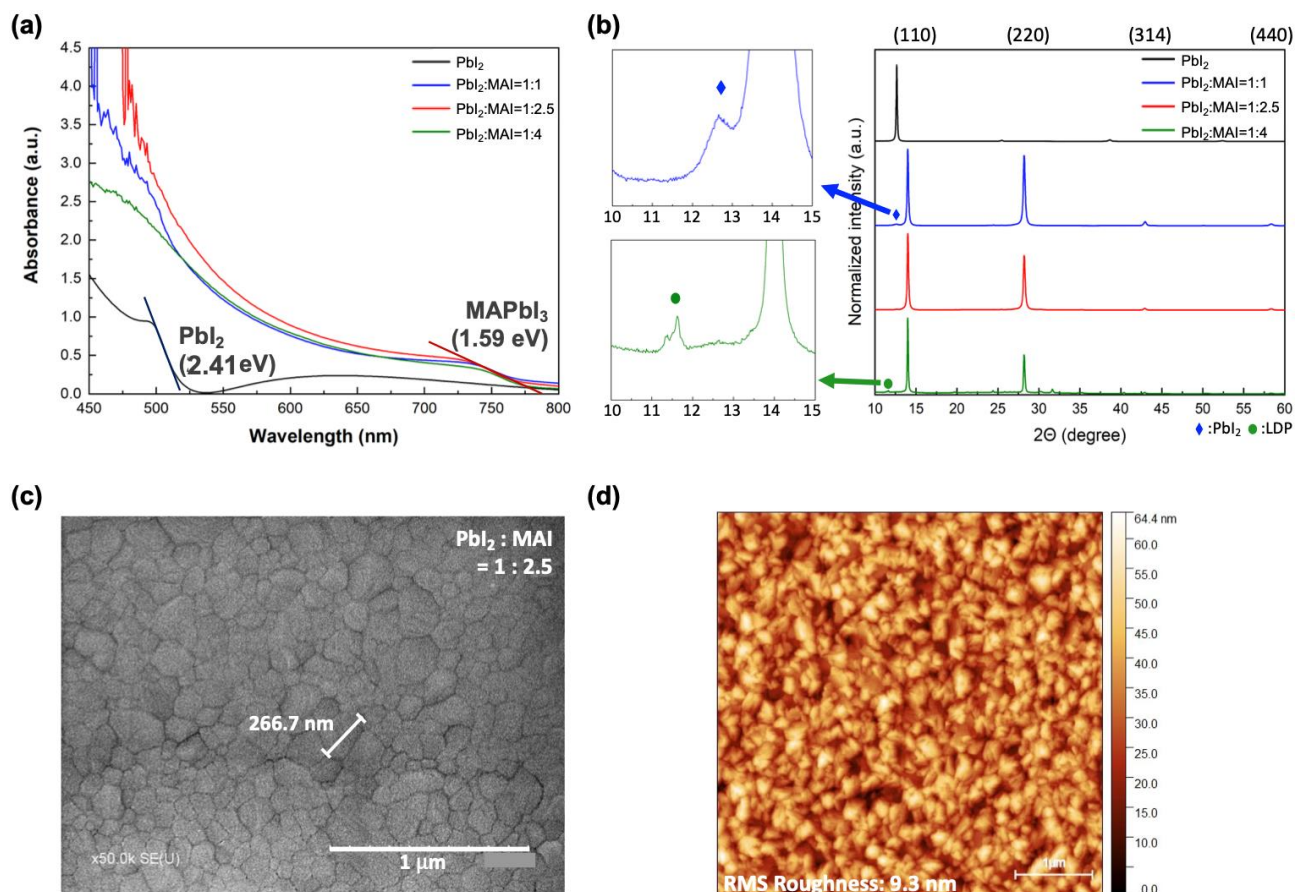 (a)
4.5
4.0
3.5
3.0
2.5
2.0
1.5
1.0
0.5
0.0
Absorbance (a.u.)
PbI₂
PbI₂:MAI=1:1
PbI₂:MAI=1:2.5
PbI₂:MAI=1:4
PbI₂
(2.41eV)
MAPbI₃
(1.59 eV)
450 500 550 600 650 700 750 800
Wavelength (nm)
(b)
10 11 12 13 14 15
10 11 12 13 14 15
(110) (220) (314) (440)
Normalized intensity (a.u.)
PbI₂
PbI₂:MAI=1:1
PbI₂:MAI=1:2.5
PbI₂:MAI=1:4
10 15 20 25 30 35 40 45 50 55 60
2Θ (degree)
:PbI₂ :LDP
(c)
PbI₂ : MAI
= 1 : 2.5
266.7 nm
x50.0k SE(U)
1 μm
(d)
64.4 nm
60.0
55.0
50.0
45.0
40.0
35.0
30.0
25.0
20.0
15.0
10.0
0.0
1μm
RMS Roughness: 9.3 nm